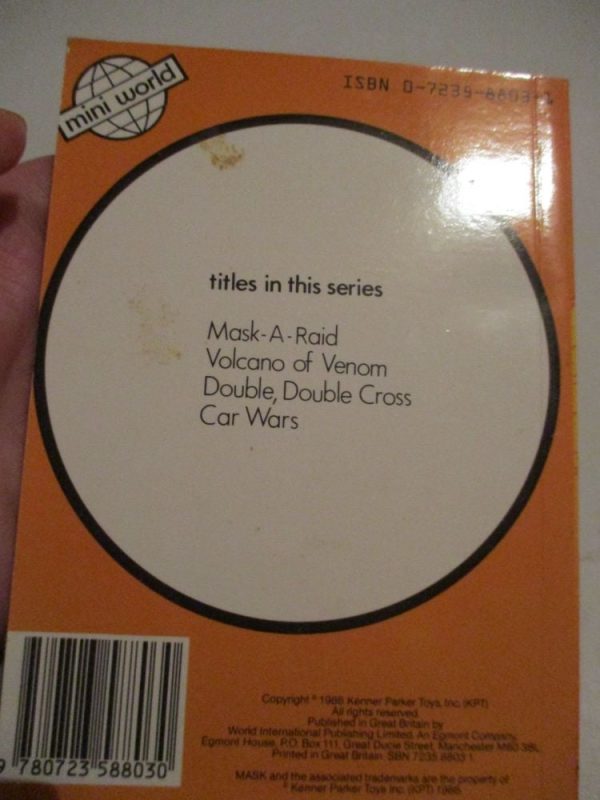 mini world
ISBN 0-7235-8803-1
titles in this series
Mask-A-Raid
Volcano of Venom
Double, Double Cross
Car Wars
9 780723 588030
Copyright © 1986 Kenner Parker Toys, Inc. (KPT)
All rights reserved.
Published in Great Britain by
World International Publishing Limited. An Egmont Company,
Egmont House, P.O. Box 111, Great Ducie Street, Manchester M60 3BL
Printed in Great Britain. SBN 7235 8803 1
MASK and the associated trademarks are the property of
© Kenner Parker Toys Inc. (KPT) 1986